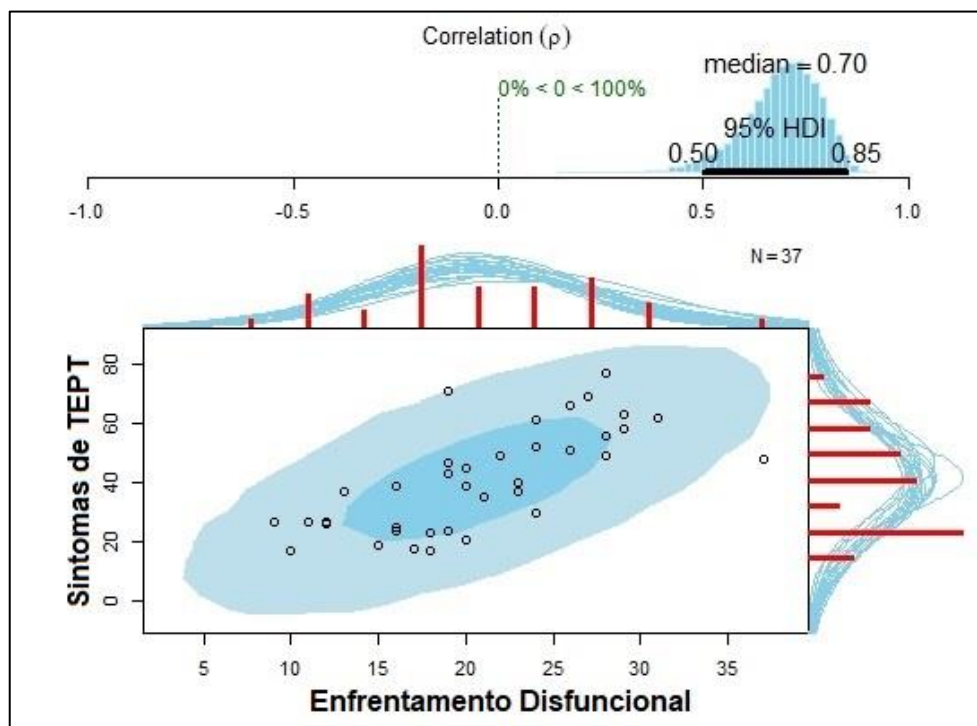 Correlation (ρ)
median = 0.70
0% < 0 < 100%
95% HDI
0.50 0.85
-1.0 -0.5 0.0 0.5 1.0
N = 37
Sintomas de TEPT
80
60
40
20
0
5 10 15 20 25 30 35
Enfrentamento Disfuncional